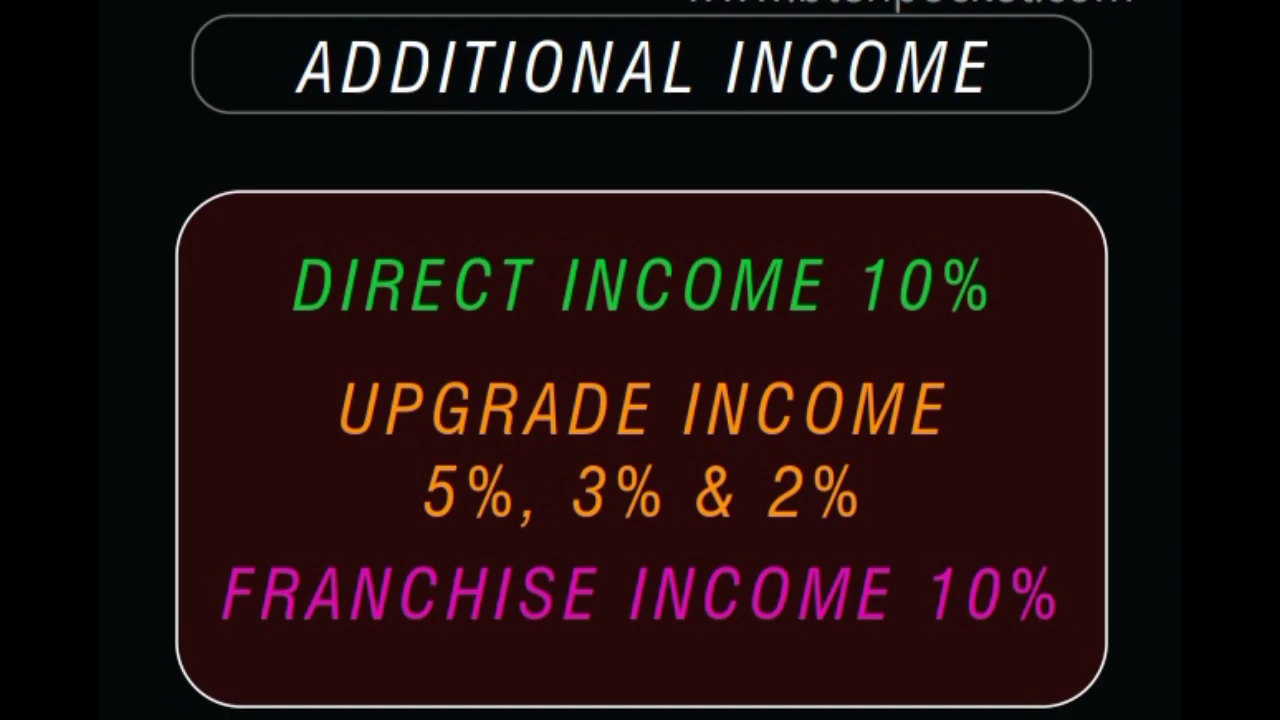 ADDITIONAL INCOME
DIRECT INCOME 10%
UPGRADE INCOME
5%, 3% & 2%
FRANCHISE INCOME 10%